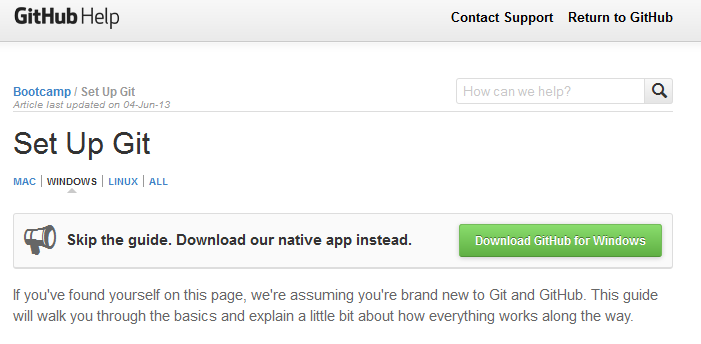 GitHub Help
Contact Support Return to GitHub
Bootcamp / Set Up Git
Article last updated on 04-Jun-13
How can we help?
Set Up Git
MAC | WINDOWS | LINUX | ALL
Skip the guide. Download our native app instead.
Download GitHub for Windows
If you've found yourself on this page, we're assuming you're brand new to Git and GitHub. This guide
will walk you through the basics and explain a little bit about how everything works along the way.